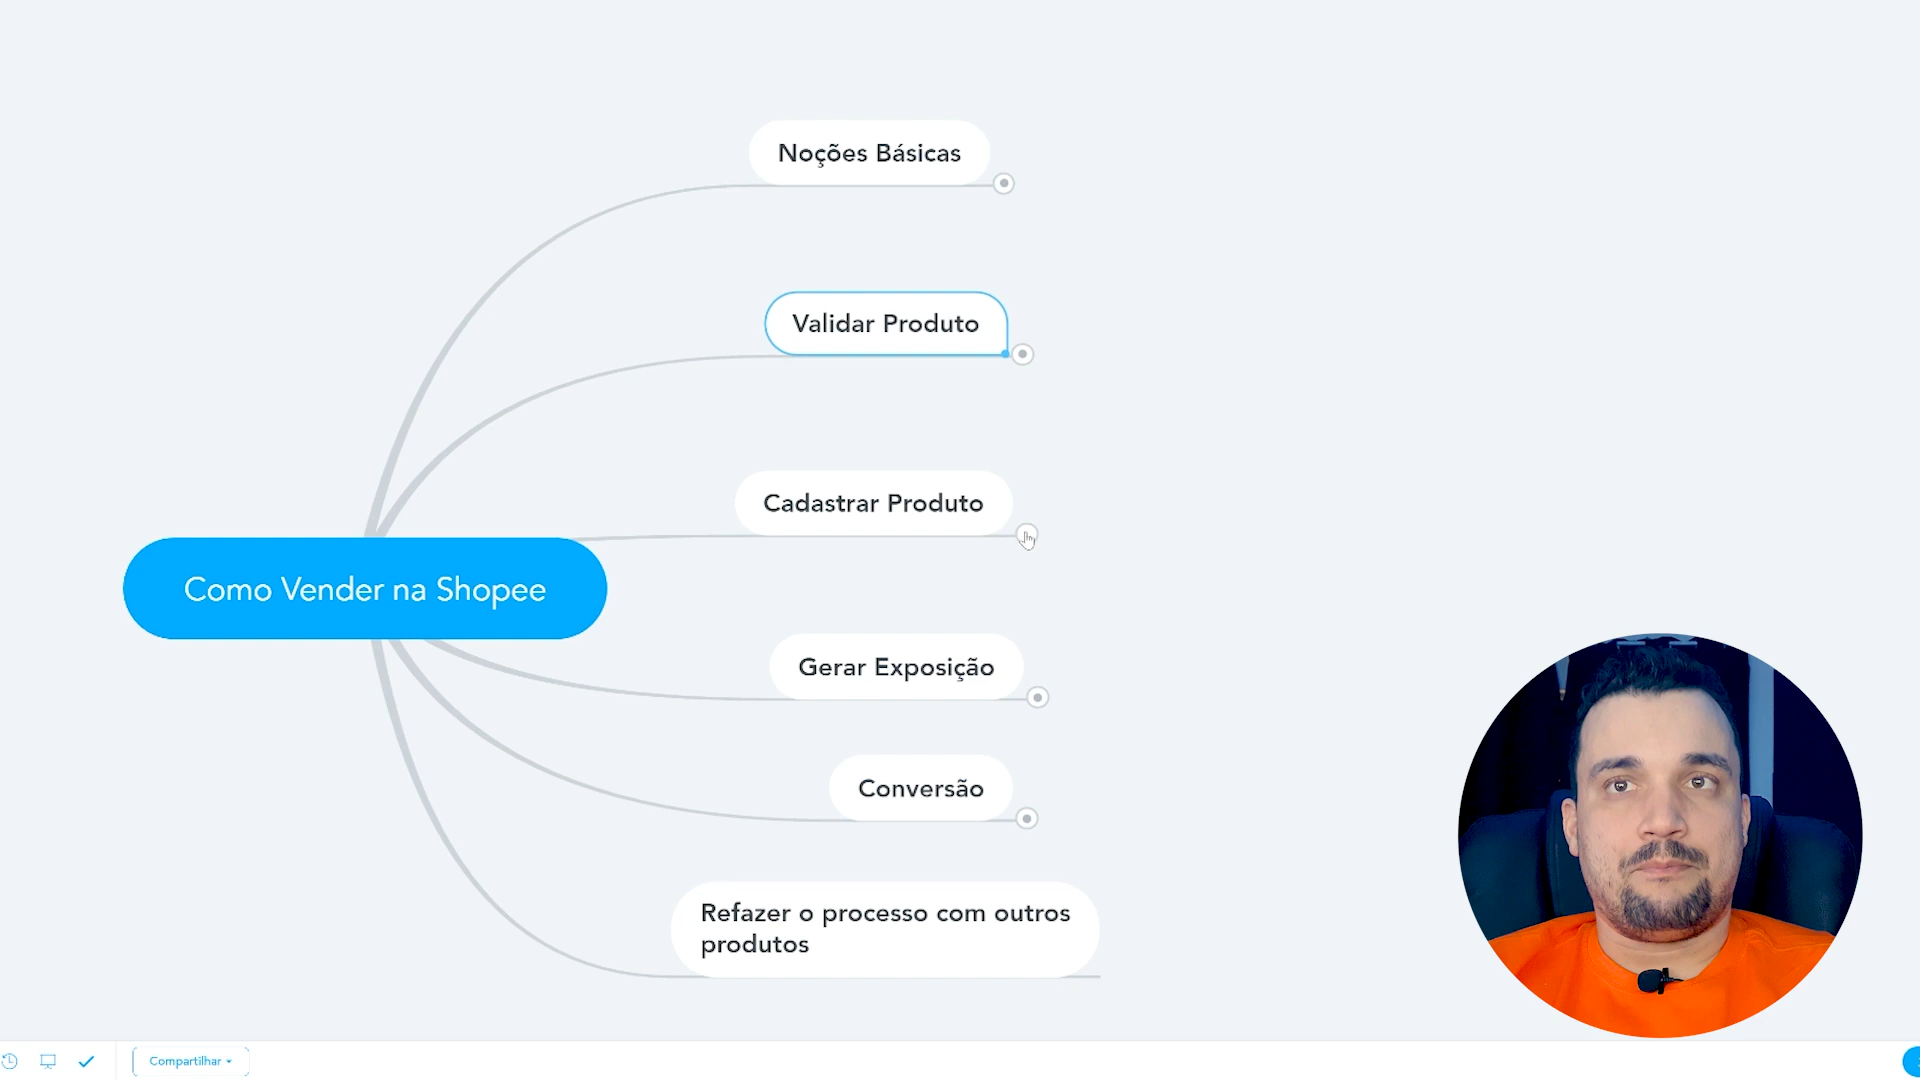 Noções Básicas
Validar Produto
Cadastrar Produto
Como Vender na Shopee
Gerar Exposição
Conversão
Refazer o processo com outros
produtos
Compartilhar